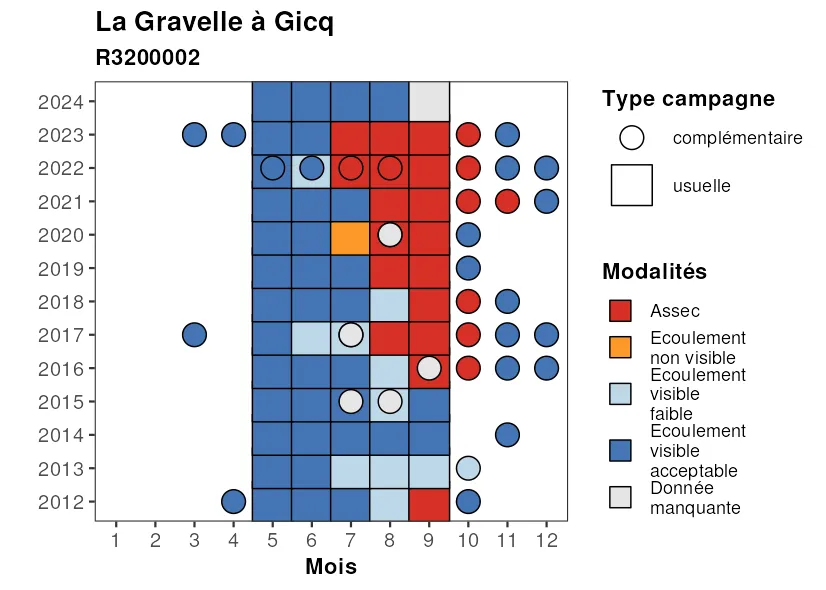 La Gravelle à Gicq
R3200002
2024
2023
2022
2021
2020
2019
2018
2017
2016
2015
2014
2013
2012
1 2 3 4 5 6 7 8 9 10 11 12
Mois
Type campagne
complémentaire
usuelle
Modalités
Assec
Ecoulement
non visible
Ecoulement
visible
faible
Ecoulement
visible
acceptable
Donnée
manquante